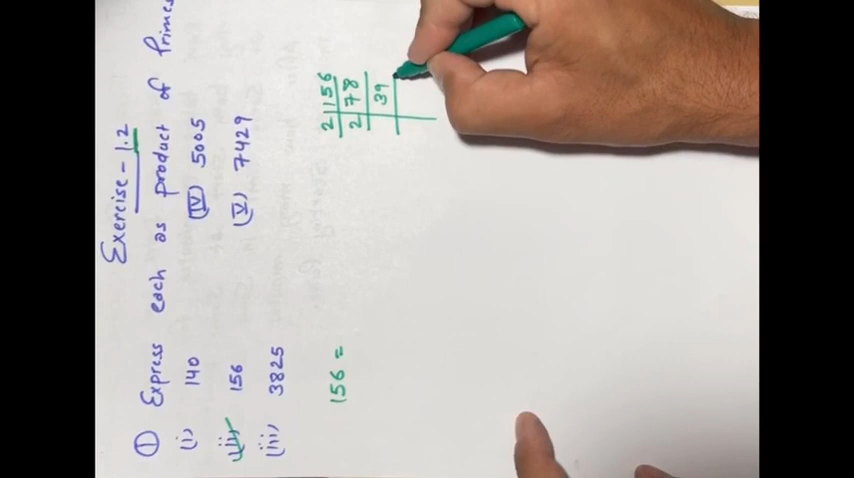 Exercise - 1.2
① Express each as product of Primes
(i) 140
(ii) 156
(iii) 3825
(IV) 5005
(V) 7429
156 =
2 | 156
2 | 78
39